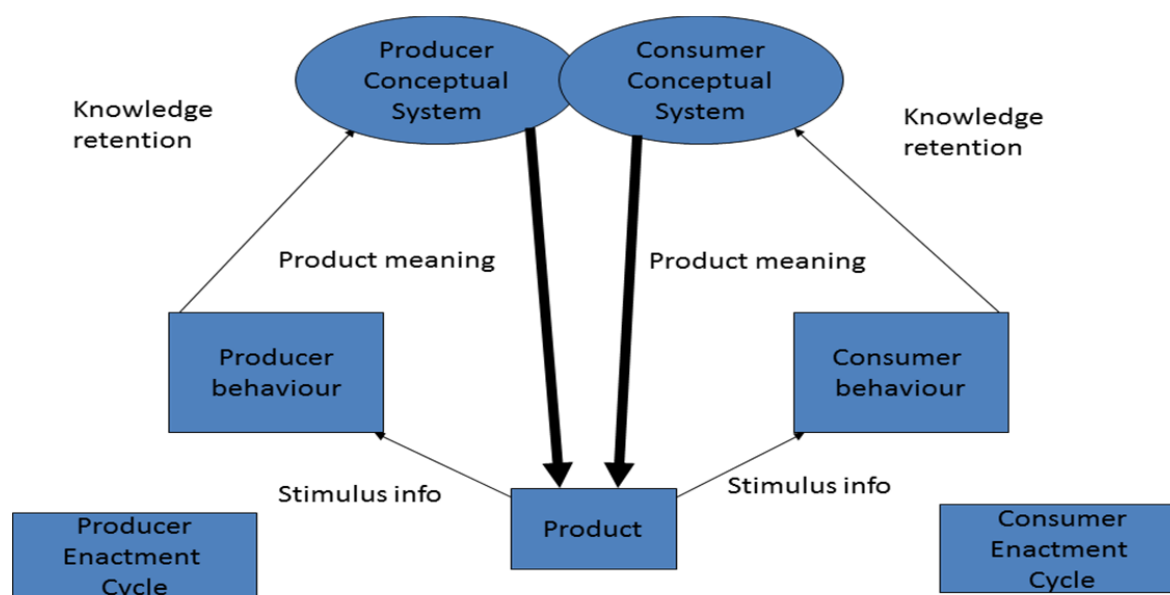 Producer
Conceptual
System
Consumer
Conceptual
System
Knowledge
retention
Knowledge
retention
Product meaning
Product meaning
Producer
behaviour
Consumer
behaviour
Stimulus info
Stimulus info
Product
Producer
Enactment
Cycle
Consumer
Enactment
Cycle